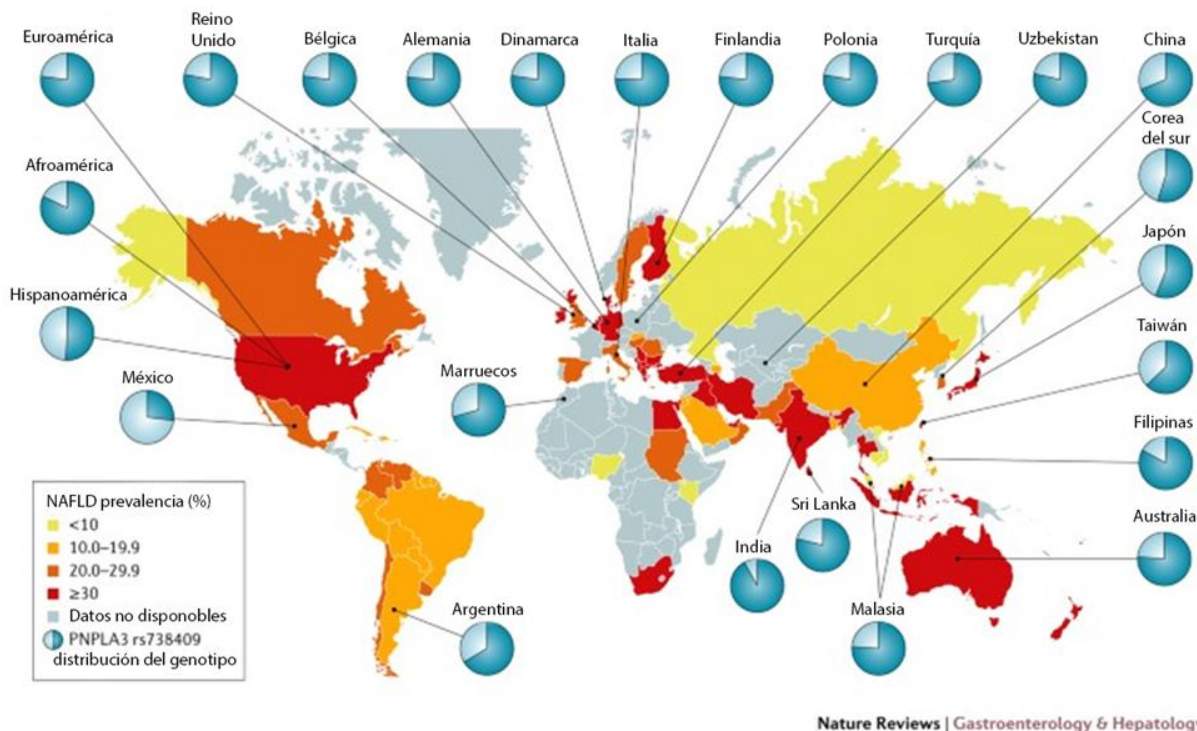 Euroamérica
Reino
Unido
Bélgica
Alemania
Dinamarca
Italia
Finlandia
Polonia
Turquía
Uzbekistan
China
Corea
del sur
Afroamérica
Japón
Hispanoamérica
Taiwán
México
Marruecos
Filipinas
Sri Lanka
India
Australia
Malasia
Argentina
NAFLD prevalencia (%)
<10
10.0–19.9
20.0–29.9
≥30
Datos no disponobles
PNPLA3 rs738409
distribución del genotipo
Nature Reviews | Gastroenterology & Hepatology